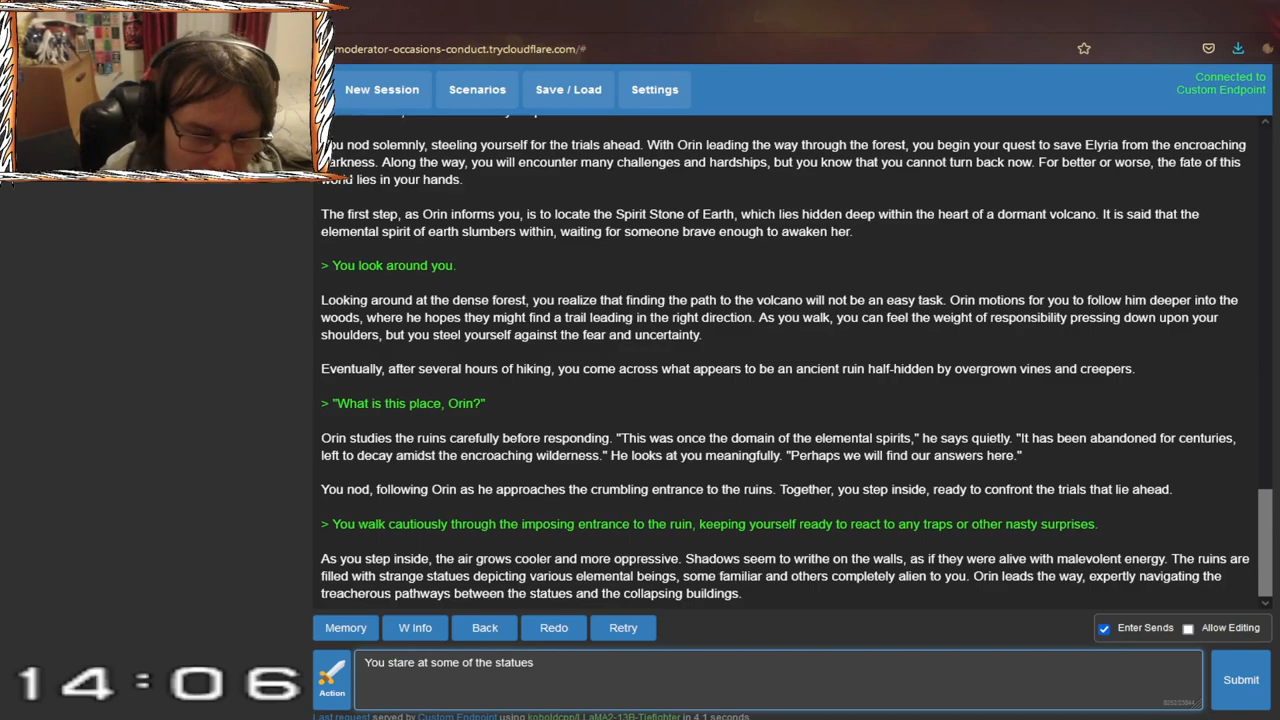 moderator-occasions-conduct.trycloudflare.com/#
New Session
Scenarios
Save / Load
Settings
Connected to
Custom Endpoint
You nod solemnly, steeling yourself for the trials ahead. With Orin leading the way through the forest, you begin your quest to save Elyria from the encroaching
darkness. Along the way, you will encounter many challenges and hardships, but you know that you cannot turn back now. For better or worse, the fate of this
world lies in your hands.
The first step, as Orin informs you, is to locate the Spirit Stone of Earth, which lies hidden deep within the heart of a dormant volcano. It is said that the
elemental spirit of earth slumbers within, waiting for someone brave enough to awaken her.
> You look around you.
Looking around at the dense forest, you realize that finding the path to the volcano will not be an easy task. Orin motions for you to follow him deeper into the
woods, where he hopes they might find a trail leading in the right direction. As you walk, you can feel the weight of responsibility pressing down upon your
shoulders, but you steel yourself against the fear and uncertainty.
Eventually, after several hours of hiking, you come across what appears to be an ancient ruin half-hidden by overgrown vines and creepers.
> "What is this place, Orin?"
Orin studies the ruins carefully before responding. "This was once the domain of the elemental spirits," he says quietly. "It has been abandoned for centuries,
left to decay amidst the encroaching wilderness." He looks at you meaningfully. "Perhaps we will find our answers here."
You nod, following Orin as he approaches the crumbling entrance to the ruins. Together, you step inside, ready to confront the trials that lie ahead.
> You walk cautiously through the imposing entrance to the ruin, keeping yourself ready to react to any traps or other nasty surprises.
As you step inside, the air grows cooler and more oppressive. Shadows seem to writhe on the walls, as if they were alive with malevolent energy. The ruins are
filled with strange statues depicting various elemental beings, some familiar and others completely alien to you. Orin leads the way, expertly navigating the
treacherous pathways between the statues and the collapsing buildings.
Memory
W Info
Back
Redo
Retry
Enter Sends
Allow Editing
Action
You stare at some of the statues
Submit
14:06
Last request served by Custom Endpoint using koboldcpp/LLaMA2-13B-Tiefighter in 4.1 seconds